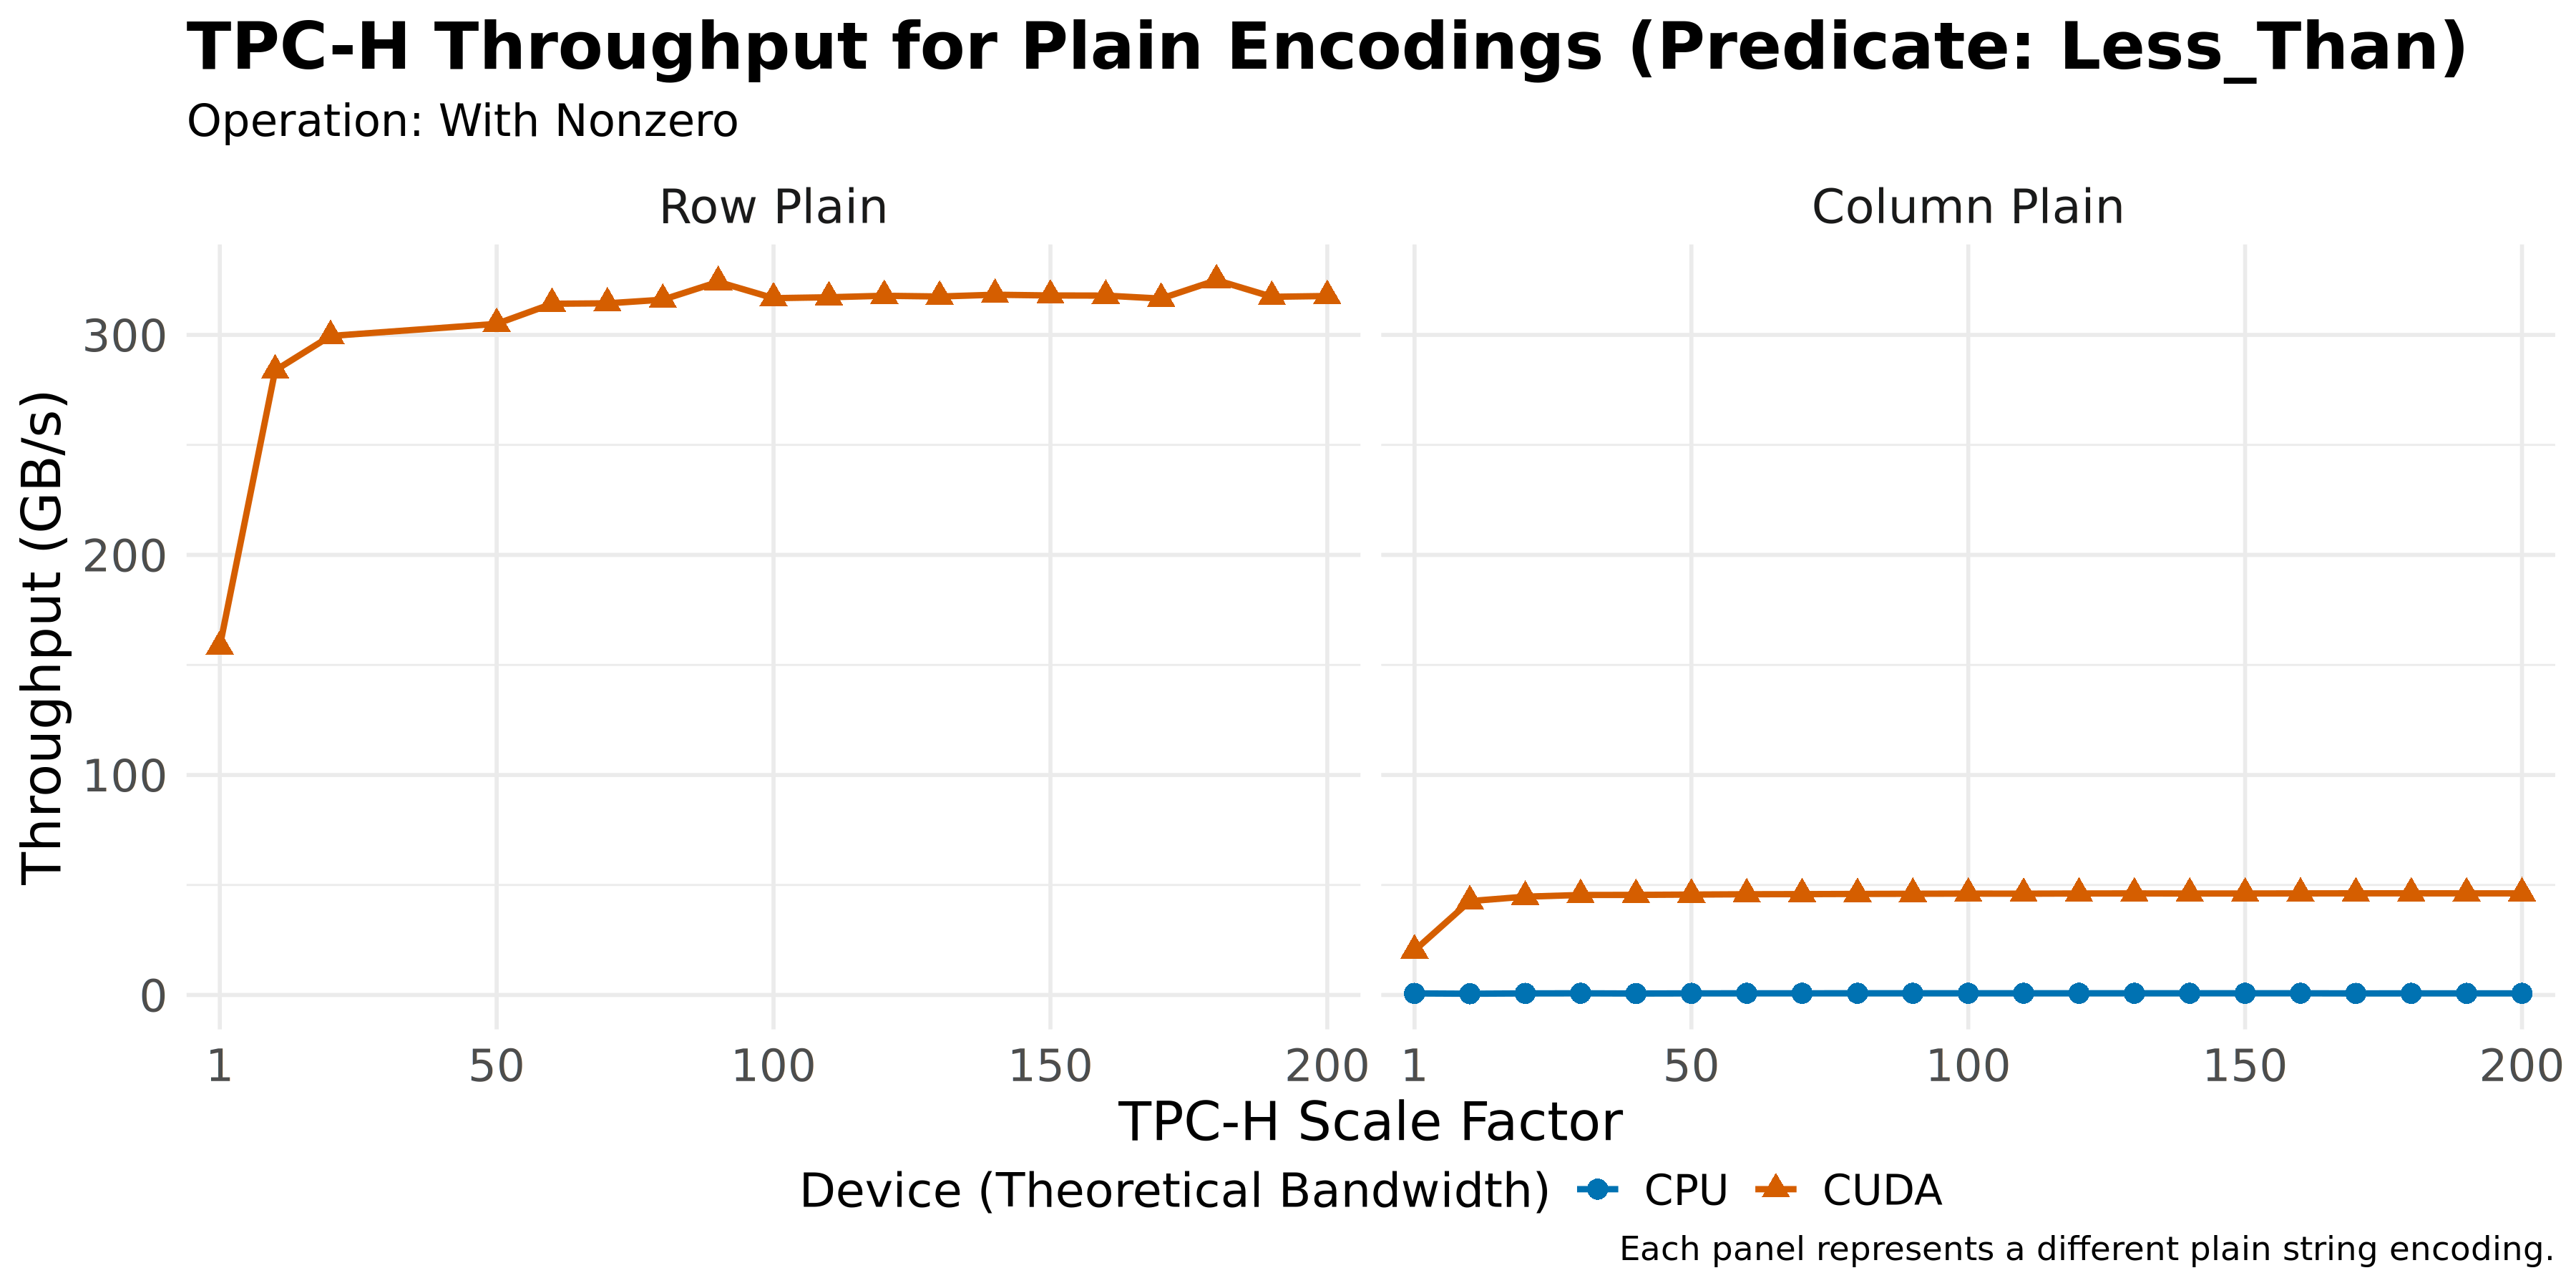 TPC-H Throughput for Plain Encodings (Predicate: Less_Than)
Operation: With Nonzero
Row Plain
Column Plain
Throughput (GB/s)
300
200
100
0
1 50 100 150 200
1 50 100 150 200
TPC-H Scale Factor
Device (Theoretical Bandwidth) CPU CUDA
Each panel represents a different plain string encoding.